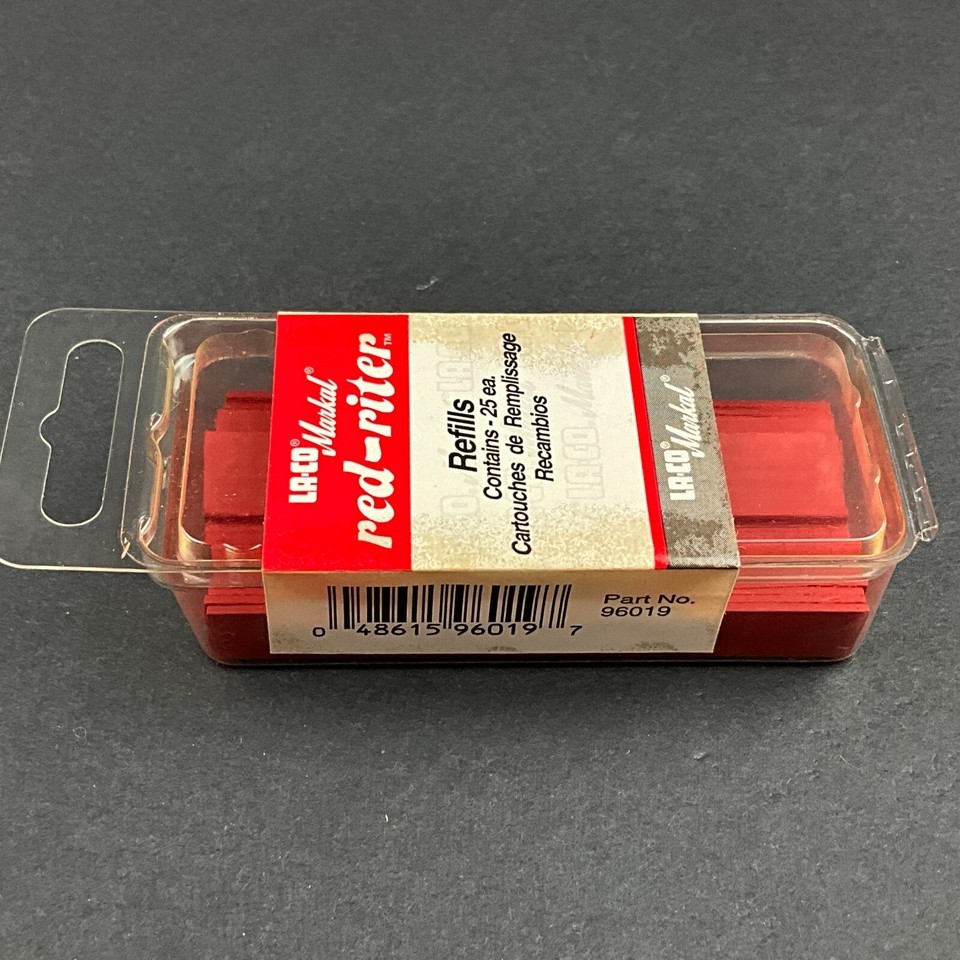 LA-CO® Markal®
red-riter™
Refills
Contains - 25 ea.
Cartouches de Remplissage
Recambios
LA-CO® Markal®
0 48615 96019 7
Part No.
96019